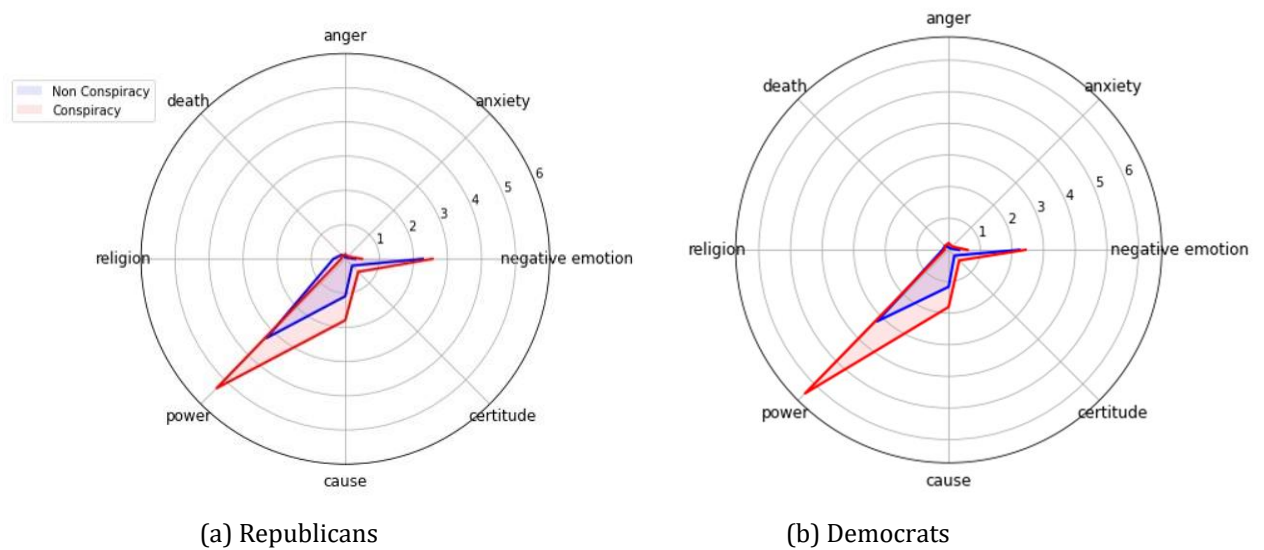 anger
death
anxiety
Non Conspiracy
Conspiracy
6
5
4
3
2
1
religion
negative emotion
power
certitude
cause
(a) Republicans
anger
death
anxiety
6
5
4
3
2
1
religion
negative emotion
power
certitude
cause
(b) Democrats